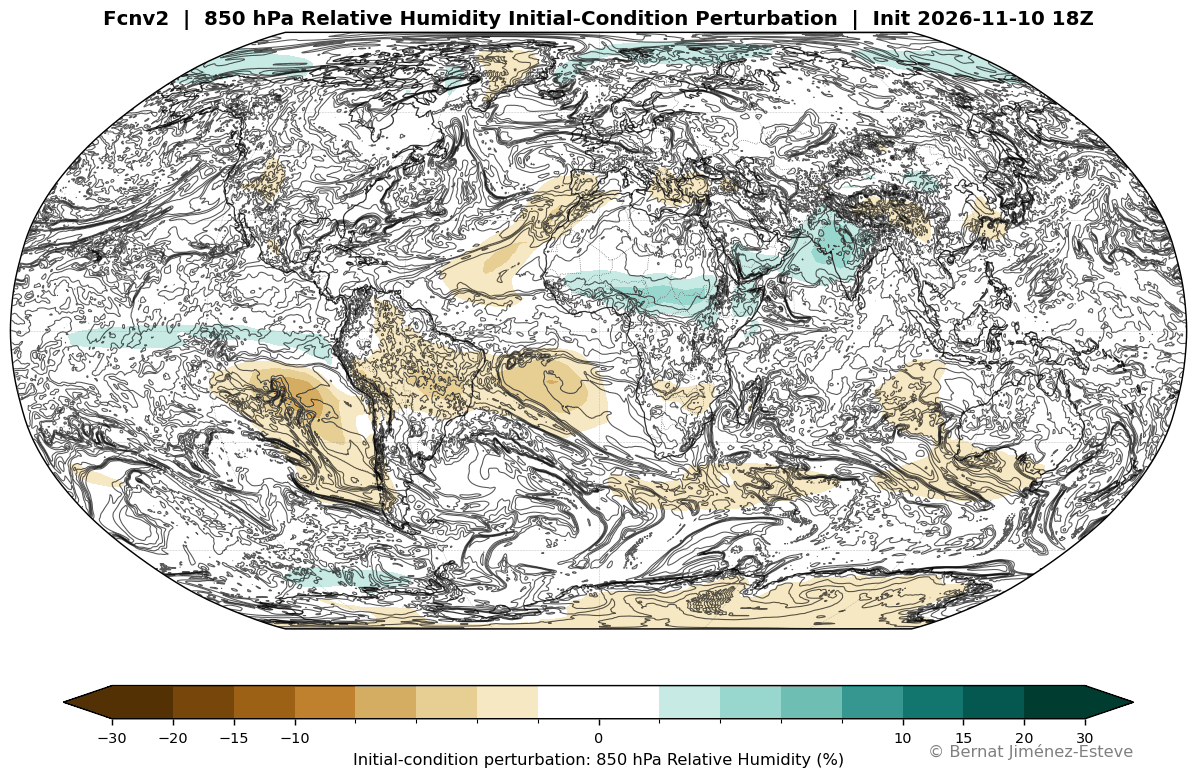 Fcnv2 | 850 hPa Relative Humidity Initial-Condition Perturbation | Init 2026-11-10 18Z
−30 −20 −15 −10 0 10 15 20 30
Initial-condition perturbation: 850 hPa Relative Humidity (%)
© Bernat Jiménez-Esteve